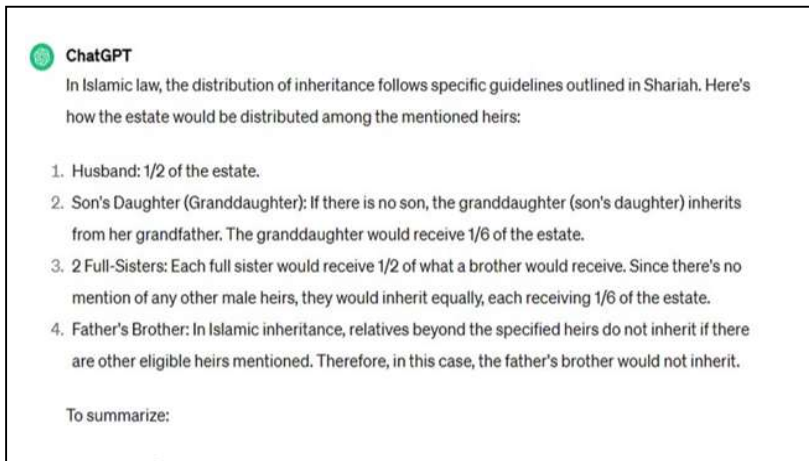 ChatGPT
In Islamic law, the distribution of inheritance follows specific guidelines outlined in Shariah. Here's
how the estate would be distributed among the mentioned heirs:
1. Husband: 1/2 of the estate.
2. Son's Daughter (Granddaughter): If there is no son, the granddaughter (son's daughter) inherits
from her grandfather. The granddaughter would receive 1/6 of the estate.
3. 2 Full-Sisters: Each full sister would receive 1/2 of what a brother would receive. Since there's no
mention of any other male heirs, they would inherit equally, each receiving 1/6 of the estate.
4. Father's Brother: In Islamic inheritance, relatives beyond the specified heirs do not inherit if there
are other eligible heirs mentioned. Therefore, in this case, the father's brother would not inherit.
To summarize: